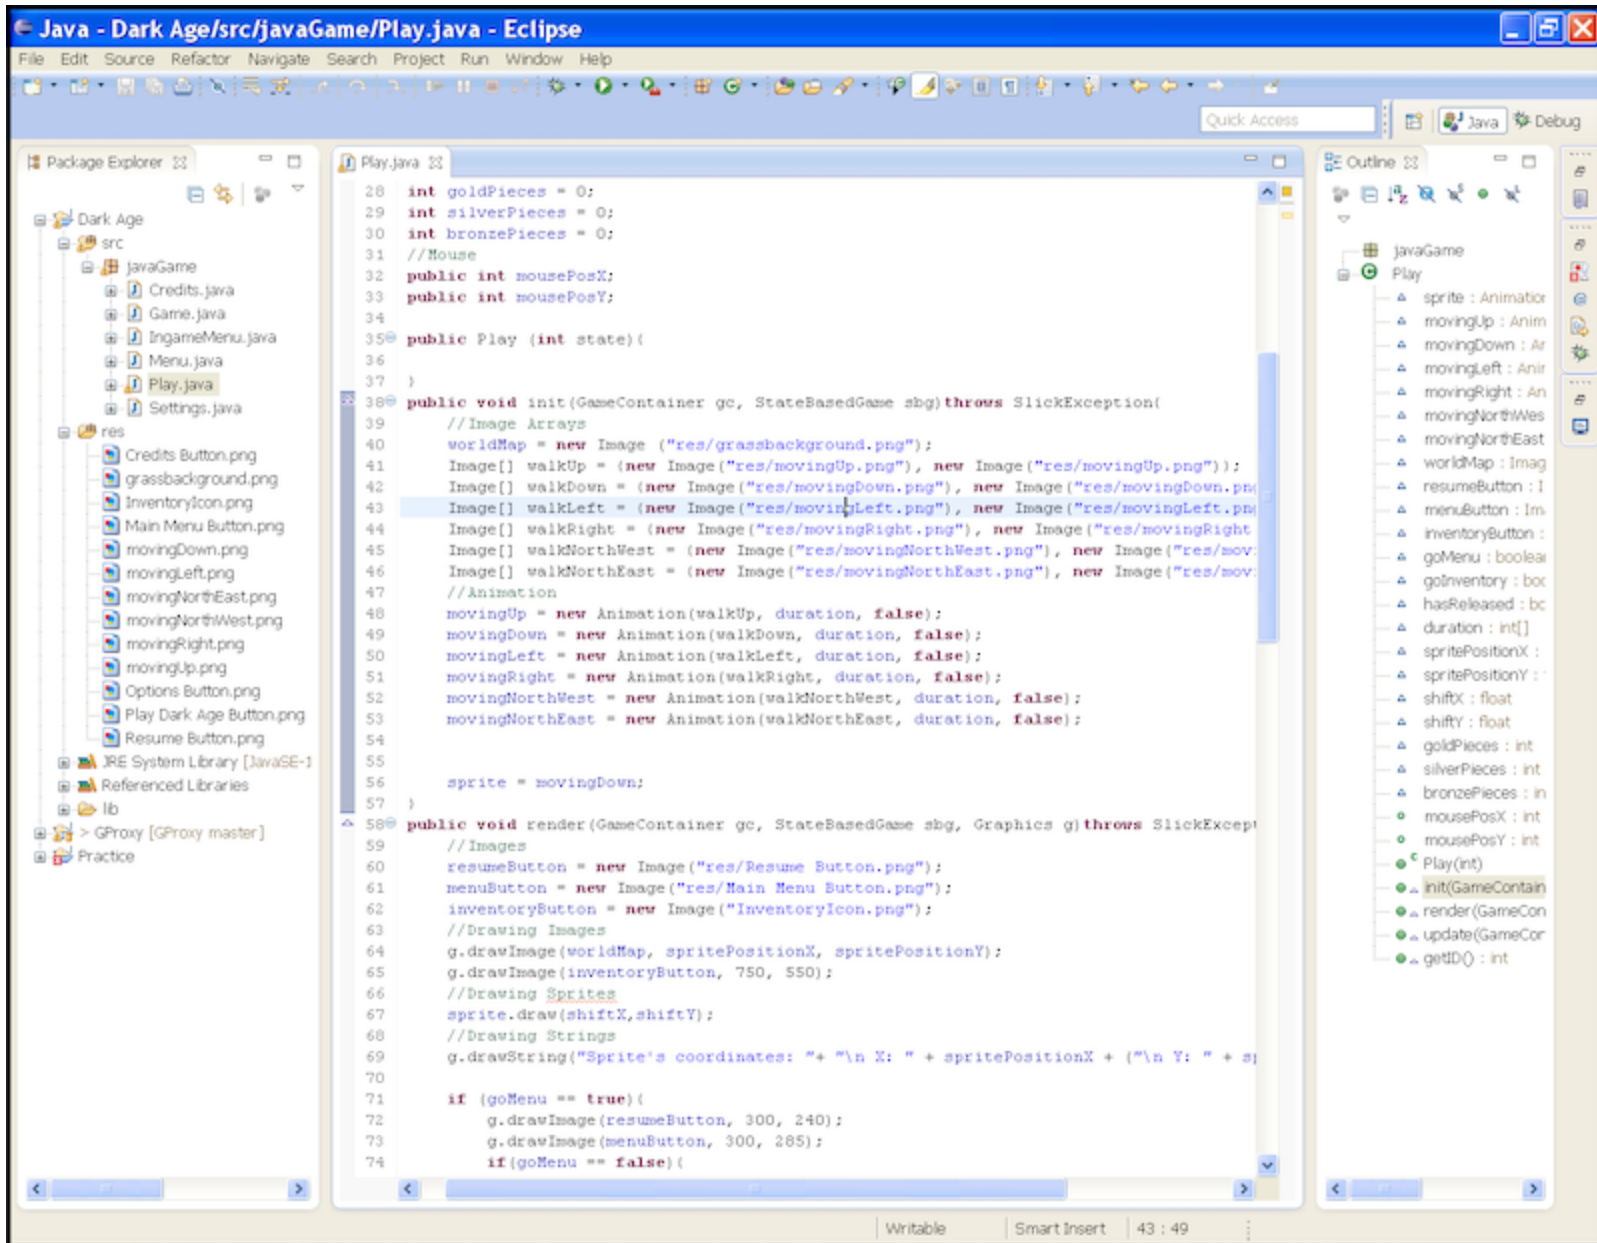 Java - Dark Age/src/javaGame/Play.java - Eclipse
File Edit Source Refactor Navigate Search Project Run Window Help
Quick Access
Java Debug
Package Explorer
Dark Age
src
javaGame
Credits.java
Game.java
IngameMenu.java
Menu.java
Play.java
Settings.java
res
Credits Button.png
grassbackground.png
InventoryIcon.png
Main Menu Button.png
movingDown.png
movingLeft.png
movingNorthEast.png
movingNorthWest.png
movingRight.png
movingUp.png
Options Button.png
Play Dark Age Button.png
Resume Button.png
JRE System Library [JavaSE-1
Referenced Libraries
lib
> GProxy [GProxy master]
Practice
Play.java
28 int goldPieces = 0;
29 int silverPieces = 0;
30 int bronzePieces = 0;
31 //Mouse
32 public int mousePosX;
33 public int mousePosY;
34
35 public Play (int state){
36
37 }
38 public void init(GameContainer gc, StateBasedGame sbg)throws SlickException{
39 //Image Arrays
40 worldMap = new Image ("res/grassbackground.png");
41 Image[] walkUp = {new Image("res/movingUp.png"), new Image("res/movingUp.png")};
42 Image[] walkDown = {new Image("res/movingDown.png"), new Image("res/movingDown.pn
43 Image[] walkLeft = {new Image("res/movingLeft.png"), new Image("res/movingLeft.pn
44 Image[] walkRight = {new Image("res/movingRight.png"), new Image("res/movingRight
45 Image[] walkNorthWest = {new Image("res/movingNorthWest.png"), new Image("res/mov
46 Image[] walkNorthEast = {new Image("res/movingNorthEast.png"), new Image("res/mov
47 //Animation
48 movingUp = new Animation(walkUp, duration, false);
49 movingDown = new Animation(walkDown, duration, false);
50 movingLeft = new Animation(walkLeft, duration, false);
51 movingRight = new Animation(walkRight, duration, false);
52 movingNorthWest = new Animation(walkNorthWest, duration, false);
53 movingNorthEast = new Animation(walkNorthEast, duration, false);
54
55
56 sprite = movingDown;
57 }
58 public void render(GameContainer gc, StateBasedGame sbg, Graphics g)throws SlickExcep
59 //Images
60 resumeButton = new Image("res/Resume Button.png");
61 menuButton = new Image("res/Main Menu Button.png");
62 inventoryButton = new Image("InventoryIcon.png");
63 //Drawing Images
64 g.drawImage(worldMap, spritePositionX, spritePositionY);
65 g.drawImage(inventoryButton, 750, 550);
66 //Drawing Sprites
67 sprite.draw(shiftX,shiftY);
68 //Drawing Strings
69 g.drawString("Sprite's coordinates: "+ "\n X: " + spritePositionX + ("\n Y: " + sp
70
71 if (goMenu == true){
72 g.drawImage(resumeButton, 300, 240);
73 g.drawImage(menuButton, 300, 285);
74 if(goMenu == false){
Outline
javaGame
Play
sprite : Animation
movingUp : Anim
movingDown : Ar
movingLeft : Anir
movingRight : An
movingNorthWes
movingNorthEast
worldMap : Imag
resumeButton : I
menuButton : Im
inventoryButton :
goMenu : boolear
goInventory : boc
hasReleased : bc
duration : int[]
spritePositionX :
spritePositionY :
shiftX : float
shiftY : float
goldPieces : int
silverPieces : int
bronzePieces : in
mousePosX : int
mousePosY : int
Play(int)
init(GameContain
render(GameCon
update(GameCor
getID() : int
Writable Smart Insert 43 : 49